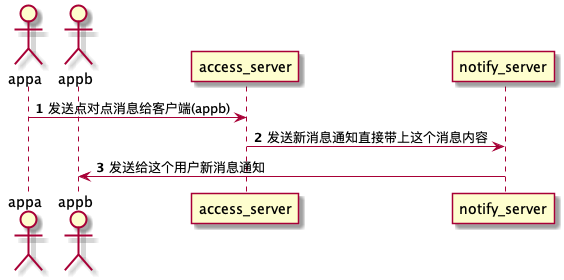 appa
appb
access_server
notify_server
1 发送点对点消息给客户端(appb)
2 发送新消息通知直接带上这个消息内容
3 发送给这个用户新消息通知
appa
appb
access_server
notify_server